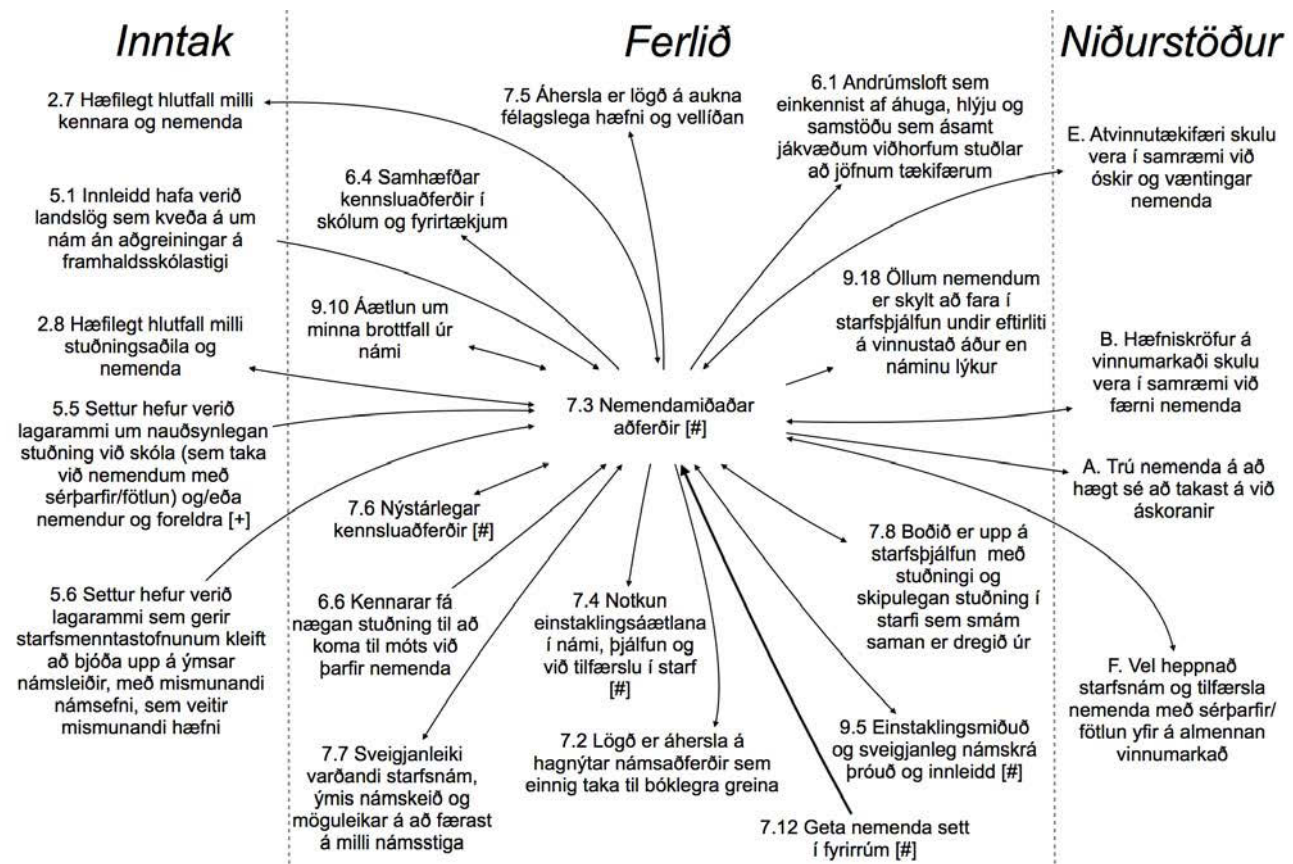 Inntak
Ferlið
Niðurstöður
2.7 Hæfilegt hlutfall milli
kennara og nemenda
5.1 Innleidd hafa verið
landslög sem kveða á um
nám án aðgreiningar á
framhaldsskólastigi
2.8 Hæfilegt hlutfall milli
stuðningsaðila og
nemenda
5.5 Settur hefur verið
lagarammi um nauðsynlegan
stuðning við skóla (sem taka
við nemendum með
sérþarfir/fötlun) og/eða
nemendur og foreldra [+]
5.6 Settur hefur verið
lagarammi sem gerir
starfsmenntastofnunum kleift
að bjóða upp á ýmsar
námsleiðir, með mismunandi
námsefni, sem veitir
mismunandi hæfni
7.5 Áhersla er lögð á aukna
félagslega hæfni og vellíðan
6.1 Andrúmsloft sem
einkennist af áhuga, hlýju og
samstöðu sem ásamt
jákvæðum viðhorfum stuðlar
að jöfnum tækifærum
6.4 Samhæfðar
kennsluaðferðir í
skólum og fyrirtækjum
9.10 Áætlun um
minna brottfall úr
námi
9.18 Öllum nemendum
er skylt að fara í
starfsþjálfun undir eftirliti
á vinnustað áður en
náminu lýkur
7.3 Nemendamiðaðar
aðferðir [#]
7.6 Nýstárlegar
kennsluaðferðir [#]
6.6 Kennarar fá
nægan stuðning til að
koma til móts við
þarfir nemenda
7.7 Sveigjanleiki
varðandi starfsnám,
ýmis námskeið og
möguleikar á að færast
á milli námsstiga
7.4 Notkun
einstaklingsáætlana
í námi, þjálfun og
við tilfærslu í starf
[#]
7.2 Lögð er áhersla á
hagnýtar námsaðferðir sem
einnig taka til bóklegra greina
7.8 Boðið er upp á
starfsþjálfun með
stuðningi og
skipulegan stuðning í
starfi sem smám
saman er dregið úr
9.5 Einstaklingsmiðuð
og sveigjanleg námskrá
þróuð og innleidd [#]
7.12 Geta nemenda sett
í fyrirrúm [#]
E. Atvinnutækifæri skulu
vera í samræmi við
óskir og væntingar
nemenda
B. Hæfniskröfur á
vinnumarkaði skulu
vera í samræmi við
færni nemenda
A. Trú nemenda á að
hægt sé að takast á við
áskoranir
F. Vel heppnað
starfsnám og tilfærsla
nemenda með sérþarfir/
fötlun yfir á almennan
vinnumarkað